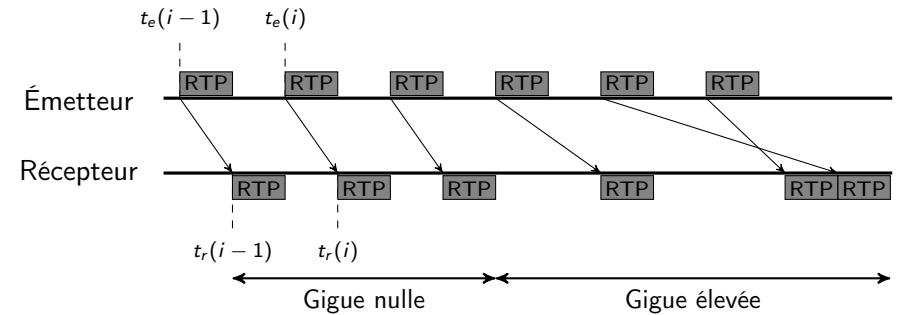 t_e(i − 1) t_e(i)
RTP RTP RTP RTP RTP RTP
Émetteur
Récepteur
RTP RTP RTP RTP RTP RTP
t_r(i − 1) t_r(i)
Gigue nulle Gigue élevée